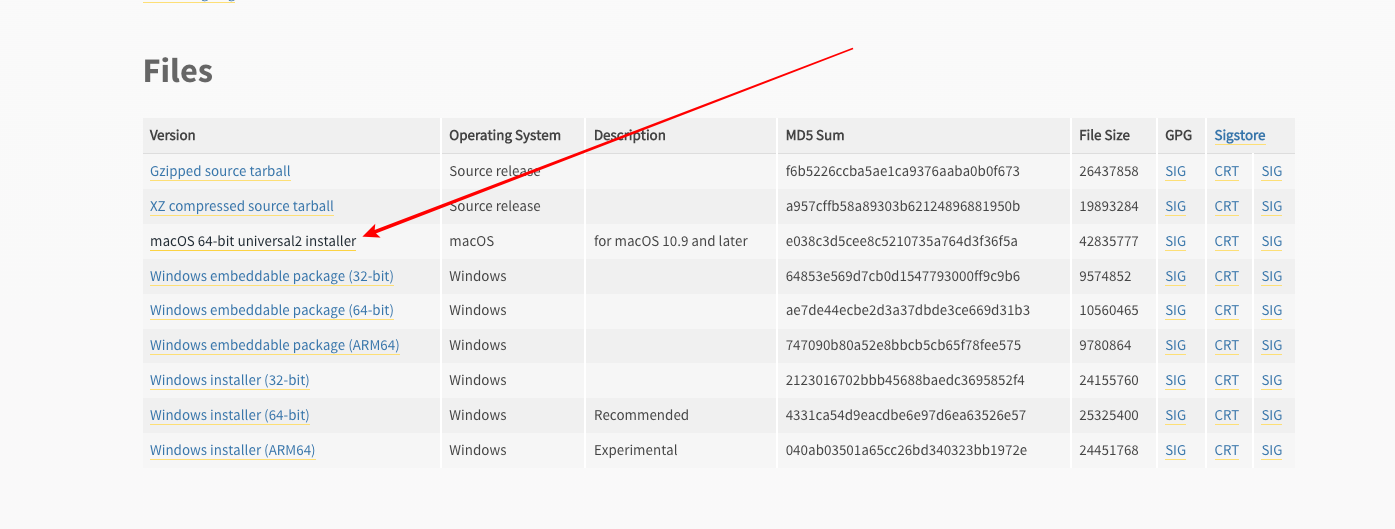 Files
Version Operating System Description MD5 Sum File Size GPG Sigstore
Gzipped source tarball Source release f6b5226ccba5ae1ca9376aaba0b0f673 26437858 SIG CRT SIG
XZ compressed source tarball Source release a957cffb58a89303b62124896881950b 19893284 SIG CRT SIG
macOS 64-bit universal2 installer macOS for macOS 10.9 and later e038c3d5cee8c5210735a764d3f36f5a 42835777 SIG CRT SIG
Windows embeddable package (32-bit) Windows 64853e569d7cb0d1547793000ff9c9b6 9574852 SIG CRT SIG
Windows embeddable package (64-bit) Windows ae7de44ecbe2d3a37dbde3ce669d31b3 10560465 SIG CRT SIG
Windows embeddable package (ARM64) Windows 747090b80a52e8bbcb5cb65f78fee575 9780864 SIG CRT SIG
Windows installer (32-bit) Windows 2123016702bbb45688baedc3695852f4 24155760 SIG CRT SIG
Windows installer (64-bit) Windows Recommended 4331ca54d9eacdbe6e97d6ea63526e57 25325400 SIG CRT SIG
Windows installer (ARM64) Windows Experimental 040ab03501a65cc26bd340323bb1972e 24451768 SIG CRT SIG